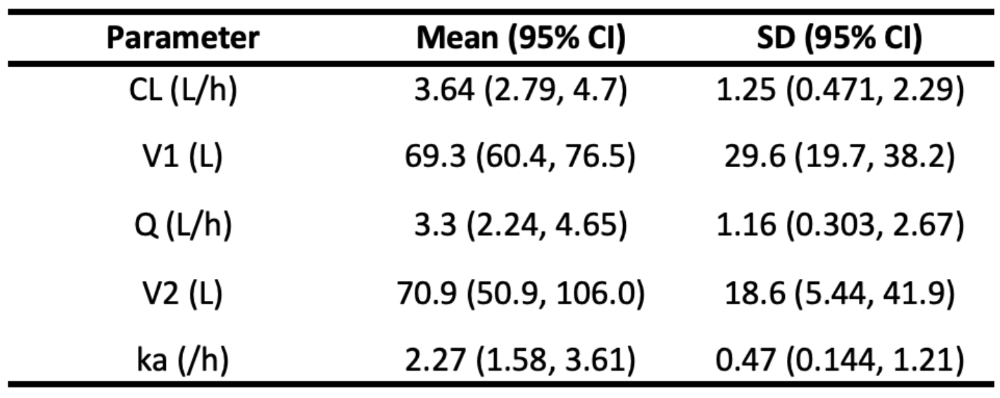 Parameter Mean (95% CI) SD (95% CI)
CL (L/h) 3.64 (2.79, 4.7) 1.25 (0.471, 2.29)
V1 (L) 69.3 (60.4, 76.5) 29.6 (19.7, 38.2)
Q (L/h) 3.3 (2.24, 4.65) 1.16 (0.303, 2.67)
V2 (L) 70.9 (50.9, 106.0) 18.6 (5.44, 41.9)
ka (/h) 2.27 (1.58, 3.61) 0.47 (0.144, 1.21)